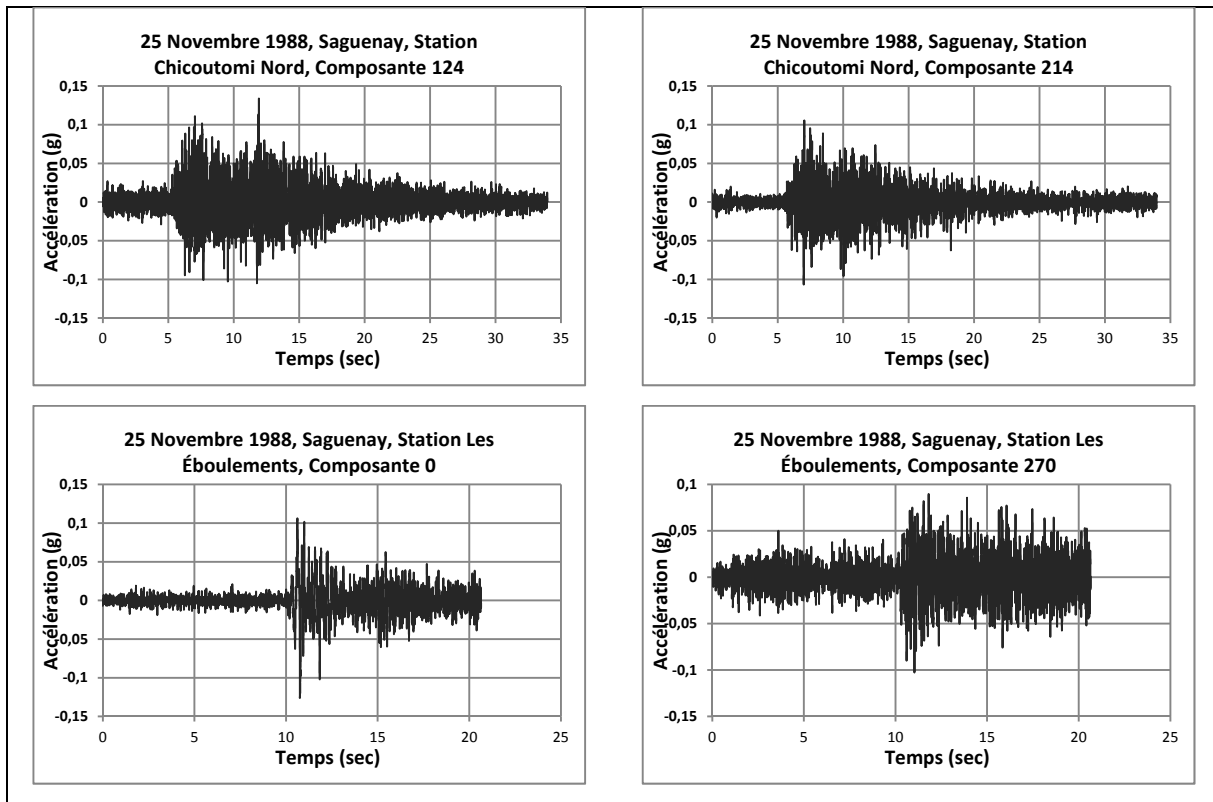 25 Novembre 1988, Saguenay, Station
Chicoutomi Nord, Composante 124
0,15
0,1
0,05
0
-0,05
-0,1
-0,15
Accélération (g)
0 5 10 15 20 25 30 35
Temps (sec)
25 Novembre 1988, Saguenay, Station
Chicoutomi Nord, Composante 214
0,15
0,1
0,05
0
-0,05
-0,1
-0,15
Accélération (g)
0 5 10 15 20 25 30 35
Temps (sec)
25 Novembre 1988, Saguenay, Station Les
Éboulements, Composante 0
0,15
0,1
0,05
0
-0,05
-0,1
-0,15
Accélération (g)
0 5 10 15 20 25
Temps (sec)
25 Novembre 1988, Saguenay, Station Les
Éboulements, Composante 270
0,1
0,05
0
-0,05
-0,1
-0,15
Accélération (g)
0 5 10 15 20 25
Temps (sec)